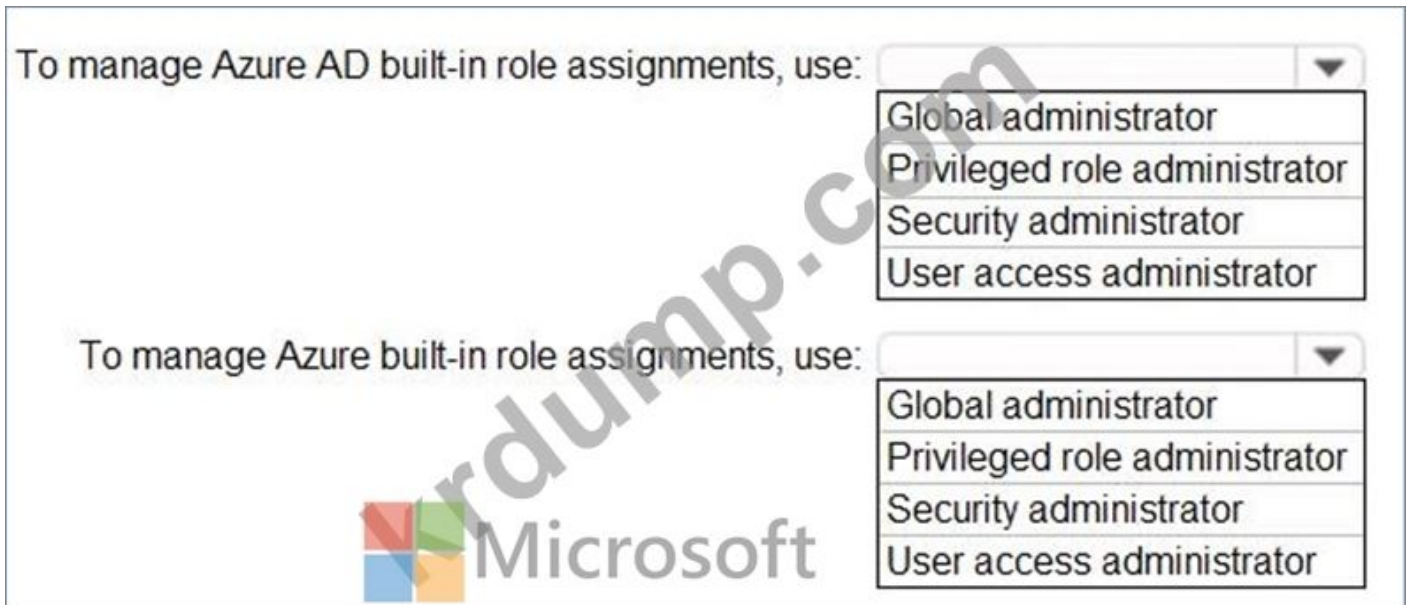 To manage Azure AD built-in role assignments, use:
Global administrator
Privileged role administrator
Security administrator
User access administrator
To manage Azure built-in role assignments, use:
Global administrator
Privileged role administrator
Security administrator
User access administrator
Microsoft
vrdump.com